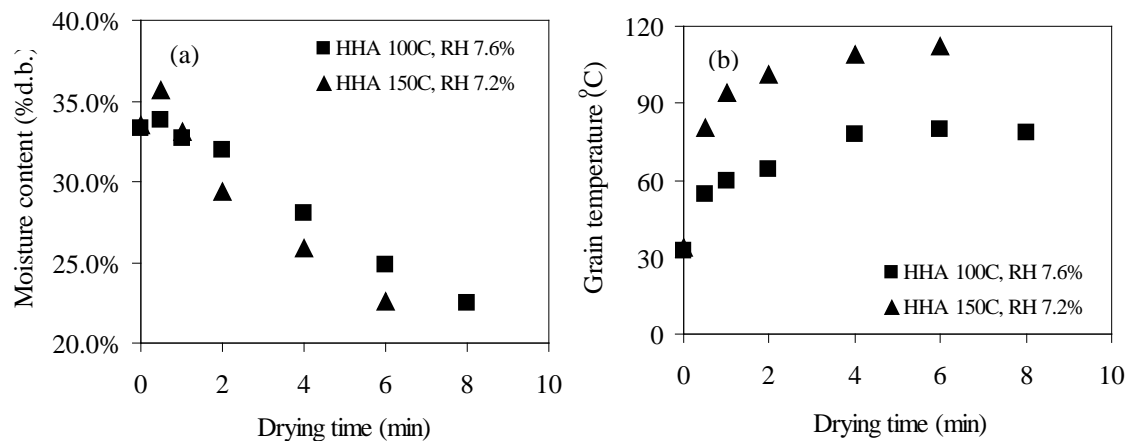 40.0%
35.0%
30.0%
25.0%
20.0%
Moisture content (%d.b.)
(a)
HHA 100C, RH 7.6%
HHA 150C, RH 7.2%
0 2 4 6 8 10
Drying time (min)
120
90
60
30
0
Grain temperature (⁰C)
(b)
HHA 100C, RH 7.6%
HHA 150C, RH 7.2%
0 2 4 6 8 10
Drying time (min)